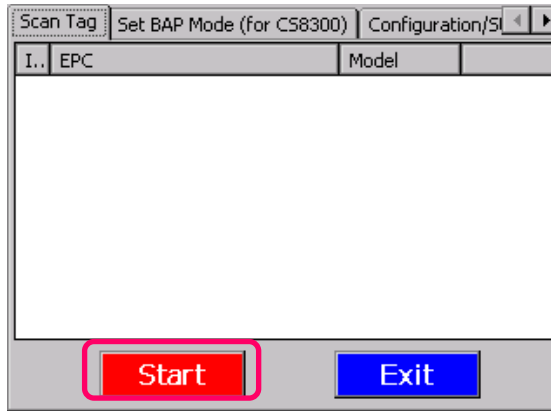 Scan Tag Set BAP Mode (for CS8300) Configuration/
I.. EPC Model
Start Exit